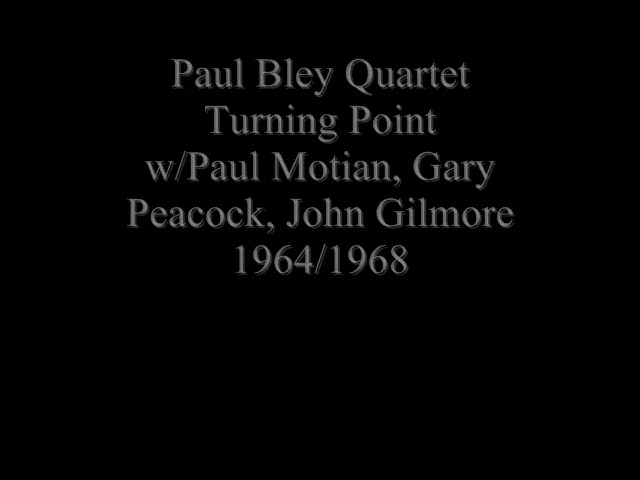 Paul Bley Quartet
Turning Point
w/Paul Motian, Gary
Peacock, John Gilmore
1964/1968